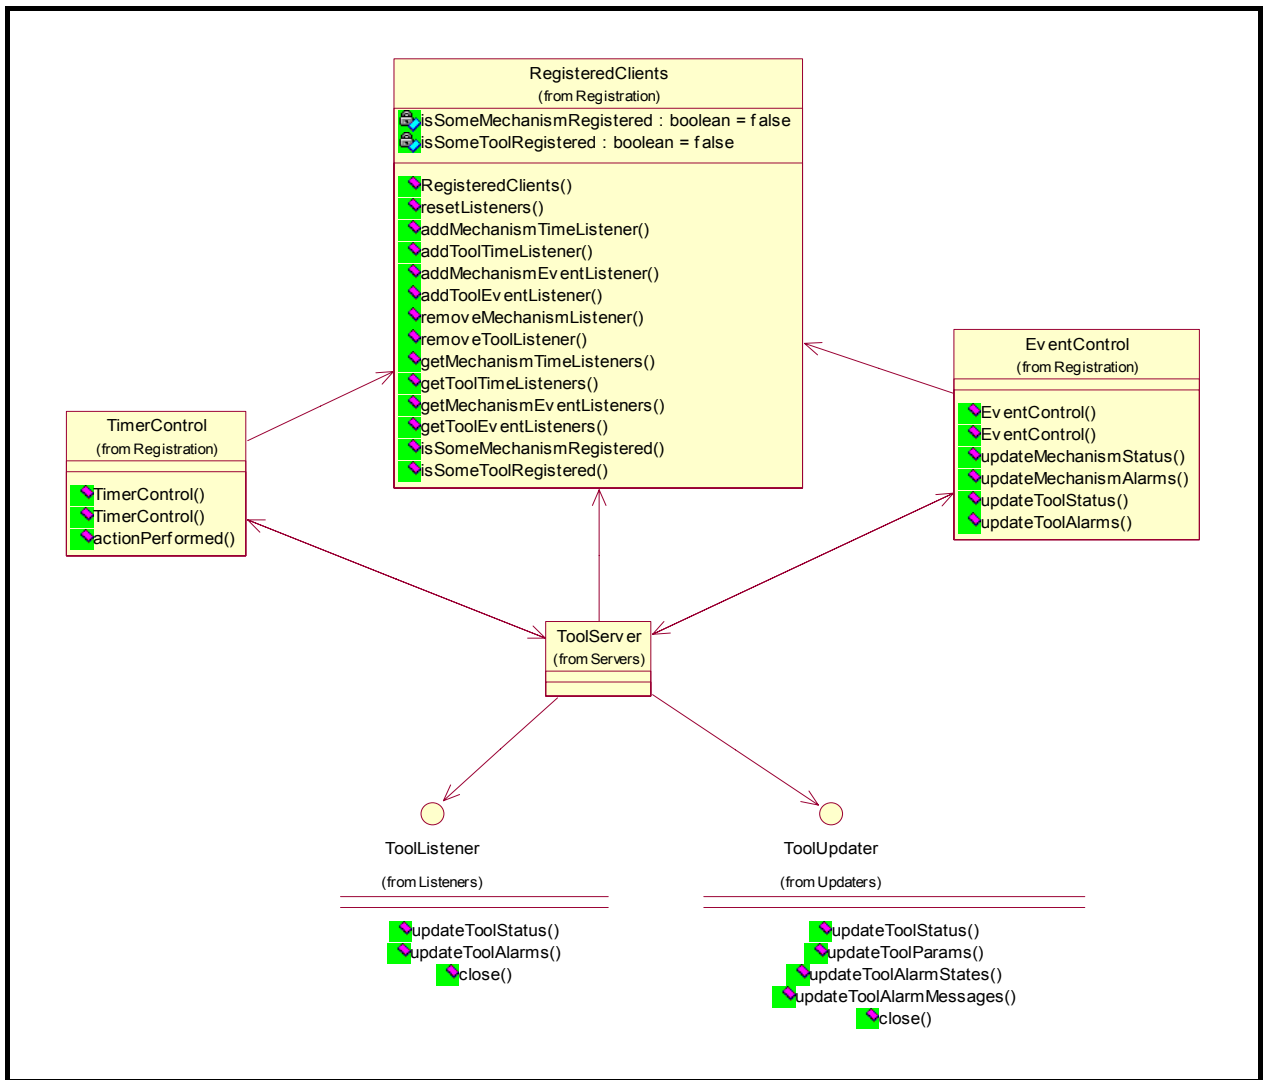 RegisteredClients
(from Registration)
isSomeMechanismRegistered : boolean = false
isSomeToolRegistered : boolean = false
RegisteredClients()
resetListeners()
addMechanismTimeListener()
addToolTimeListener()
addMechanismEventListener()
addToolEventListener()
removeMechanismListener()
removeToolListener()
getMechanismTimeListeners()
getToolTimeListeners()
getMechanismEventListeners()
getToolEventListeners()
isSomeMechanismRegistered()
isSomeToolRegistered()
EventControl
(from Registration)
EventControl()
EventControl()
updateMechanismStatus()
updateMechanismAlarms()
updateToolStatus()
updateToolAlarms()
TimerControl
(from Registration)
TimerControl()
TimerControl()
actionPerformed()
ToolServer
(from Servers)
ToolListener
(from Listeners)
updateToolStatus()
updateToolAlarms()
close()
ToolUpdater
(from Updaters)
updateToolStatus()
updateToolParams()
updateToolAlarmStates()
updateToolAlarmMessages()
close()